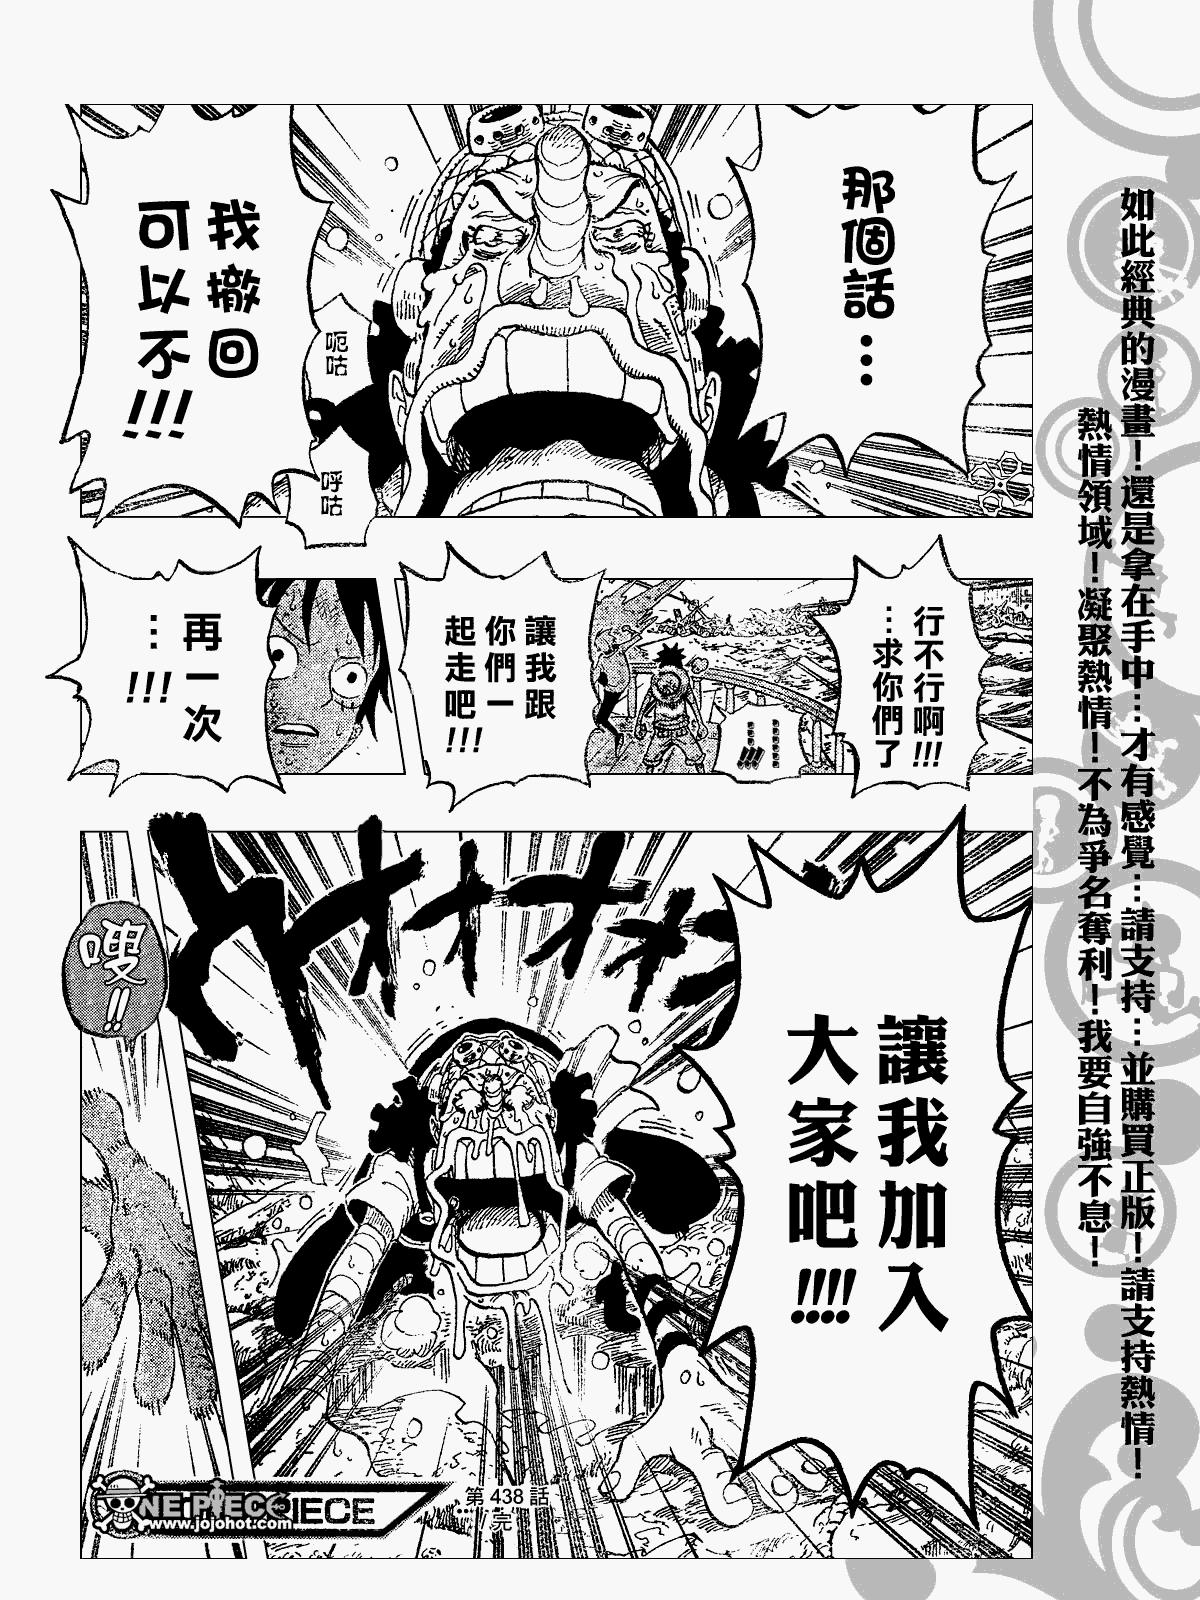 那個話…
我撤回
可以不!!!
呃咕
呼咕
行不行啊!!!
…求你們了
讓我跟
你們一
起走吧!!!
再一次
…!!!
讓我加入
大家吧!!!!
嗖!!
ONE PIECE
PIECE
www.jojohot.com
第 438 話
/ 完
如此經典的漫畫！還是拿在手中…才有感覺…請支持…並購買正版！請支持熱情！
熱情領域！凝聚熱情！不為爭名奪利！我要自強不息！